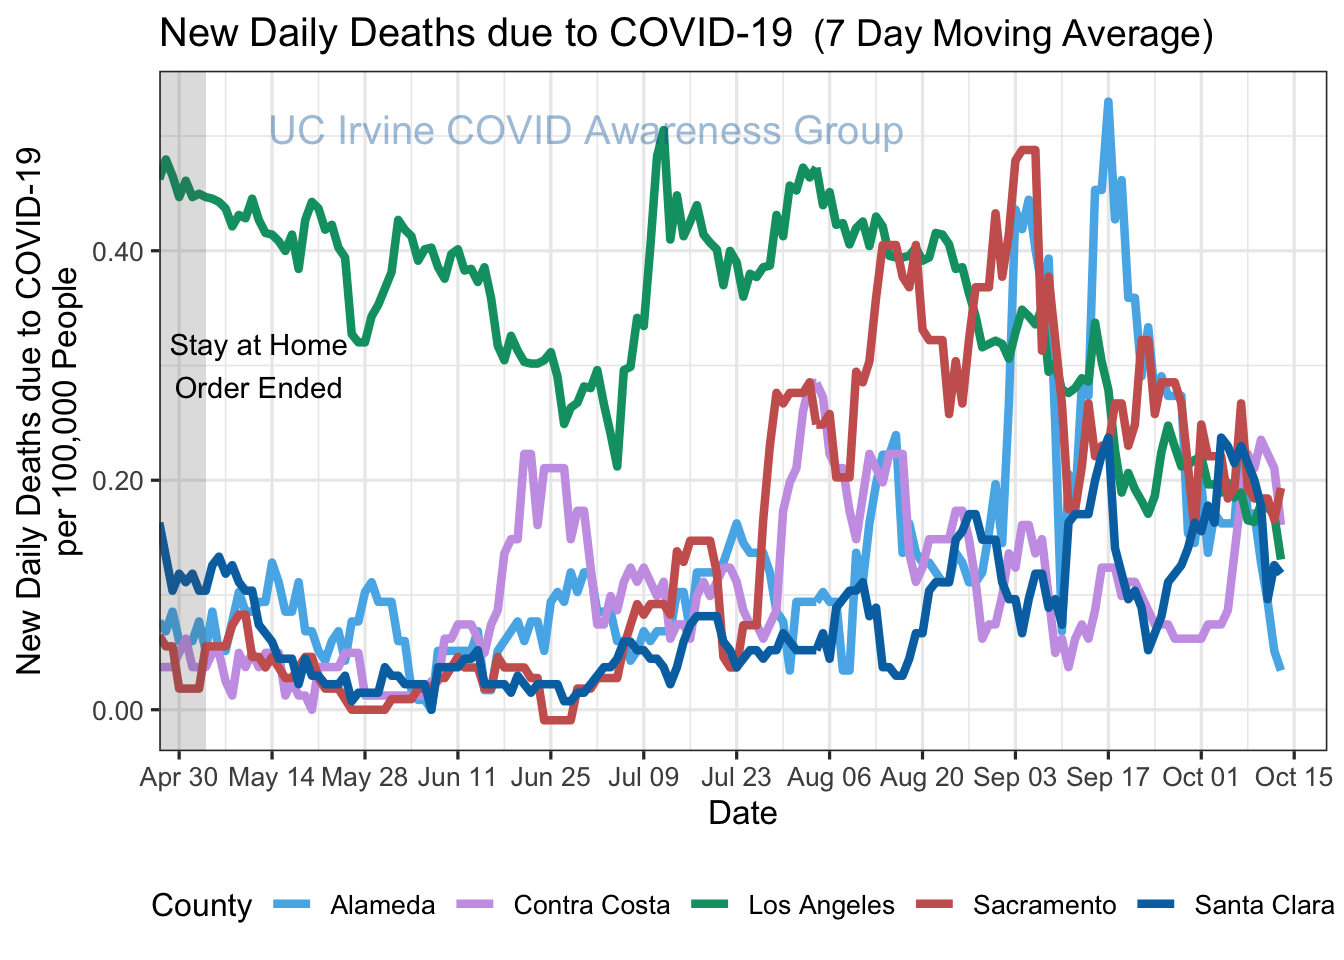 New Daily Deaths due to COVID-19 (7 Day Moving Average)
UC Irvine COVID Awareness Group
New Daily Deaths due to COVID-19
per 100,000 People
0.40
0.20
0.00
Stay at Home
Order Ended
Apr 30 May 14 May 28 Jun 11 Jun 25 Jul 09 Jul 23 Aug 06 Aug 20 Sep 03 Sep 17 Oct 01 Oct 15
Date
County Alameda Contra Costa Los Angeles Sacramento Santa Clara